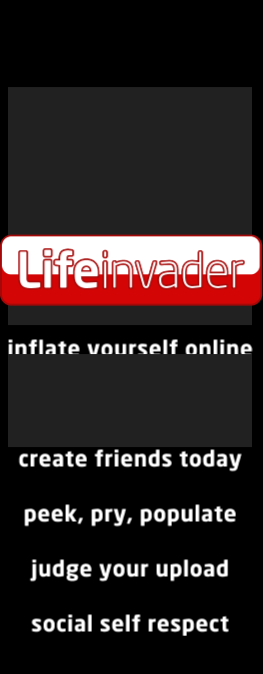 Lifeinvader
inflate yourself online
create friends today
peek, pry, populate
judge your upload
social self respect